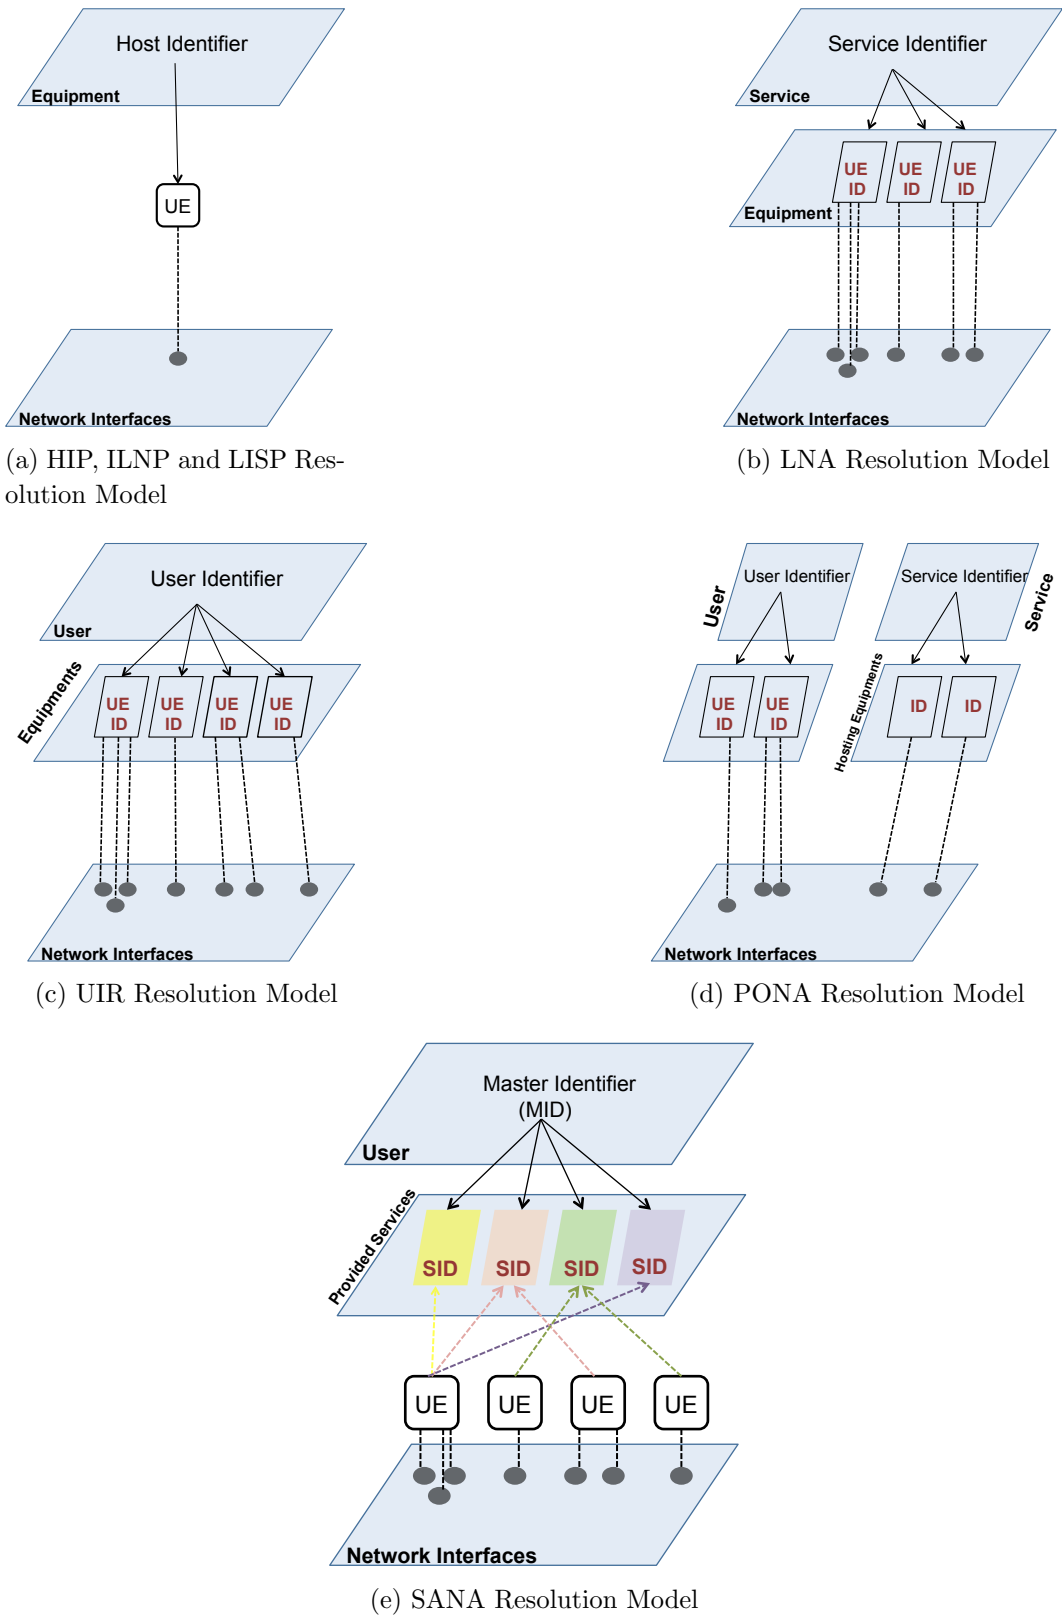 Host Identifier
Equipment
UE
Network Interfaces
(a) HIP, ILNP and LISP Res-
olution Model
Service Identifier
Service
UE UE UE
ID ID ID
Equipment
Network Interfaces
(b) LNA Resolution Model
User Identifier
User
Equipments
UE UE UE UE
ID ID ID ID
Network Interfaces
(c) UIR Resolution Model
User Identifier
User
Service Identifier
Service
UE UE
ID ID
Hosting Equipments
ID ID
Network Interfaces
(d) PONA Resolution Model
Master Identifier
(MID)
User
Provided Services
SID SID SID SID
UE UE UE UE
Network Interfaces
(e) SANA Resolution Model